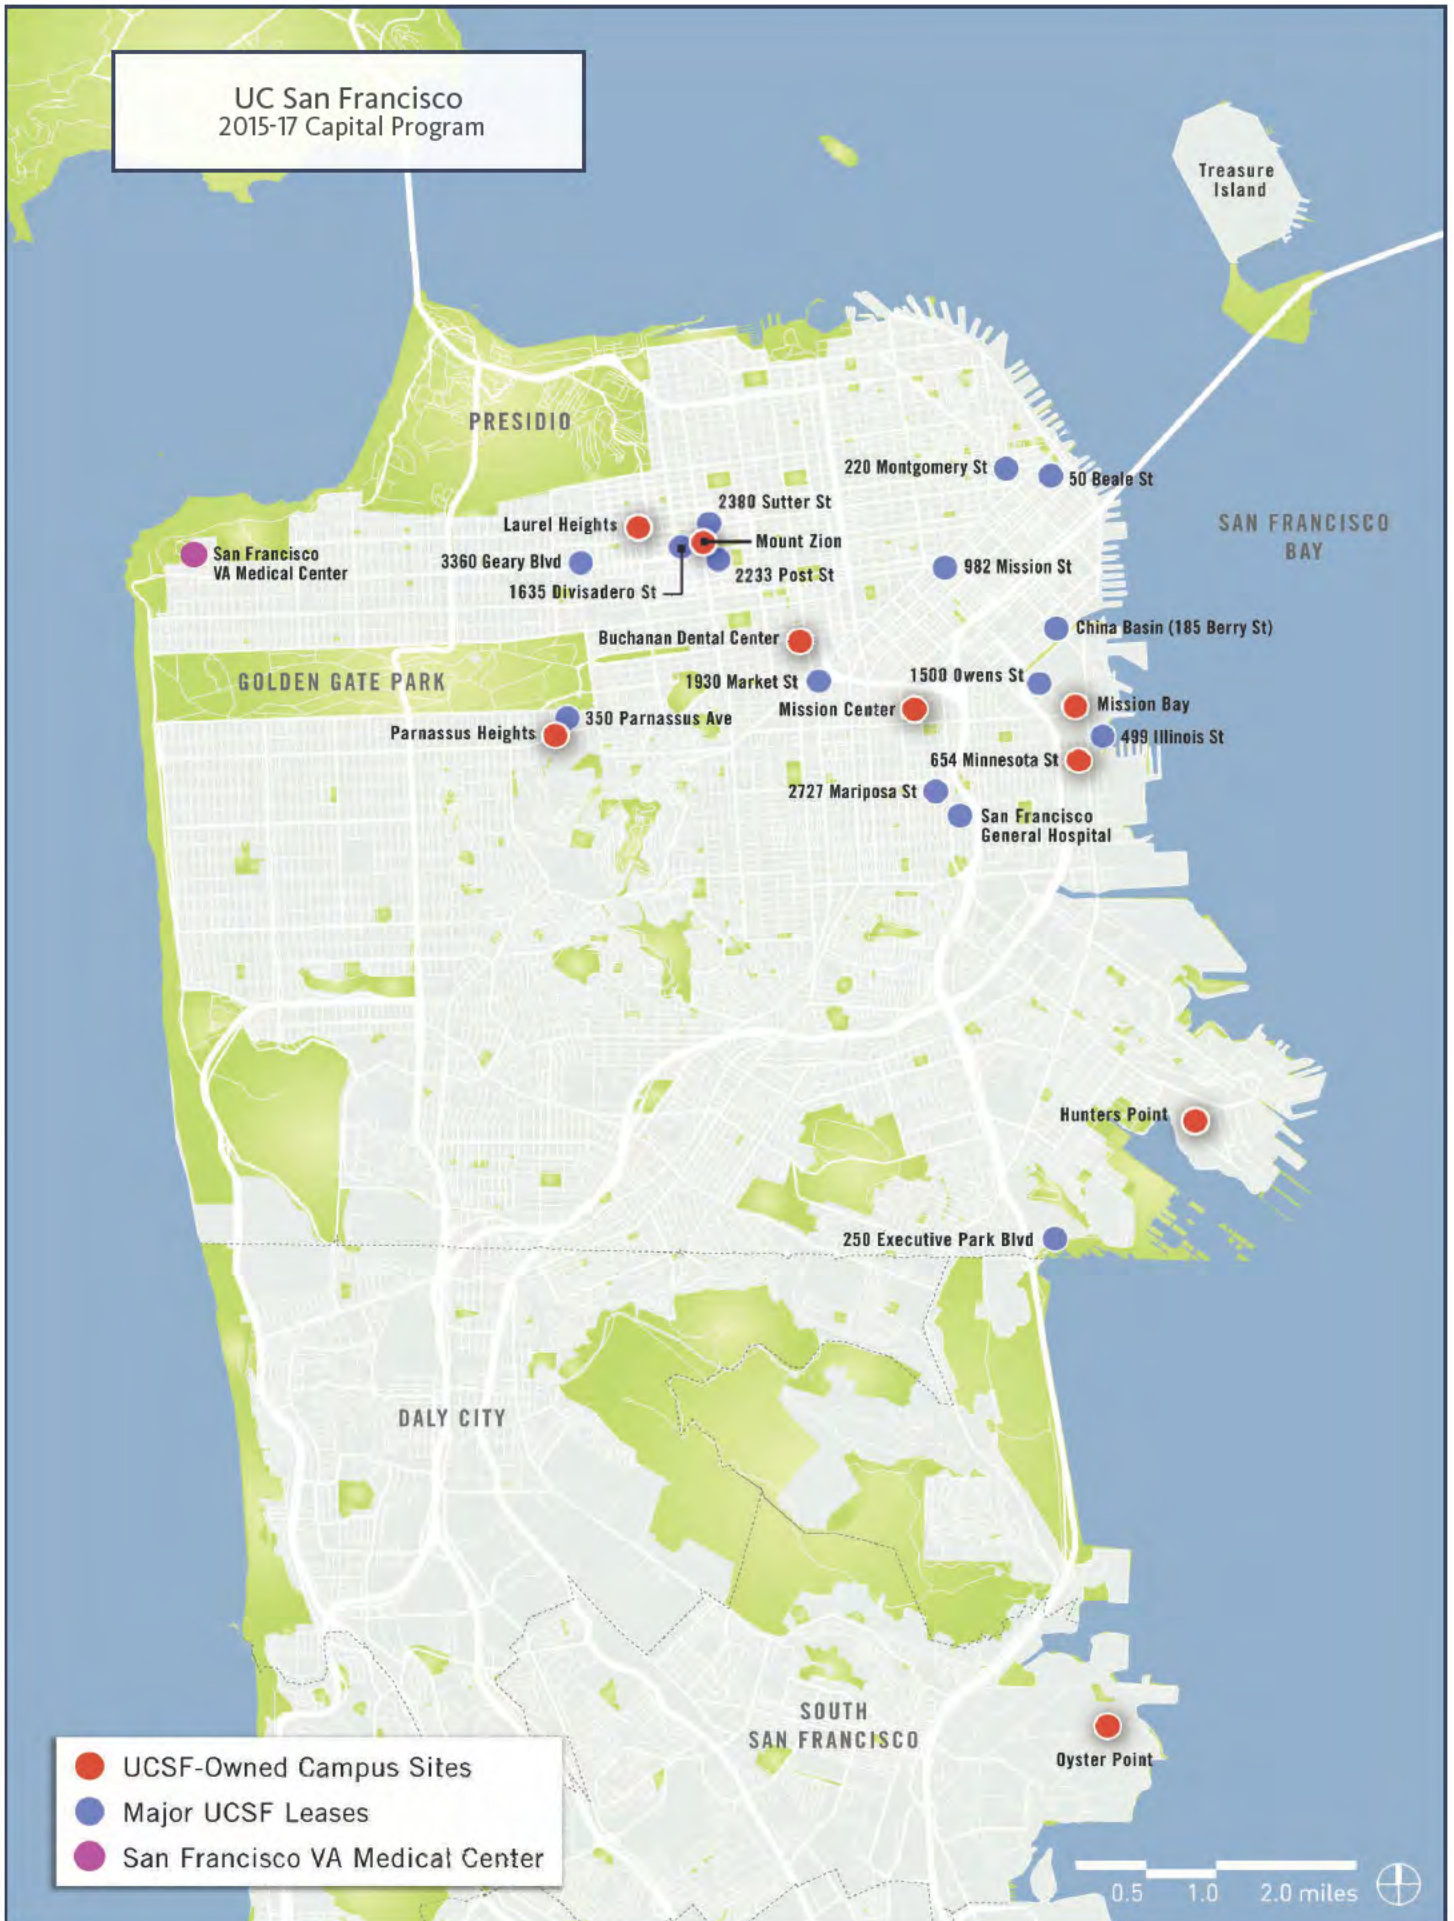 UC San Francisco
2015-17 Capital Program
Treasure
Island
PRESIDIO
220 Montgomery St
50 Beale St
2380 Sutter St
SAN FRANCISCO
BAY
Laurel Heights
Mount Zion
San Francisco
VA Medical Center
3360 Geary Blvd
982 Mission St
2233 Post St
1635 Divisadero St
China Basin (185 Berry St)
Buchanan Dental Center
GOLDEN GATE PARK
1930 Market St
1500 Owens St
Mission Center
Mission Bay
350 Parnassus Ave
Parnassus Heights
499 Illinois St
654 Minnesota St
2727 Mariposa St
San Francisco
General Hospital
Hunters Point
250 Executive Park Blvd
DALY CITY
SOUTH
SAN FRANCISCO
Oyster Point
UCSF-Owned Campus Sites
Major UCSF Leases
San Francisco VA Medical Center
0.5 1.0 2.0 miles